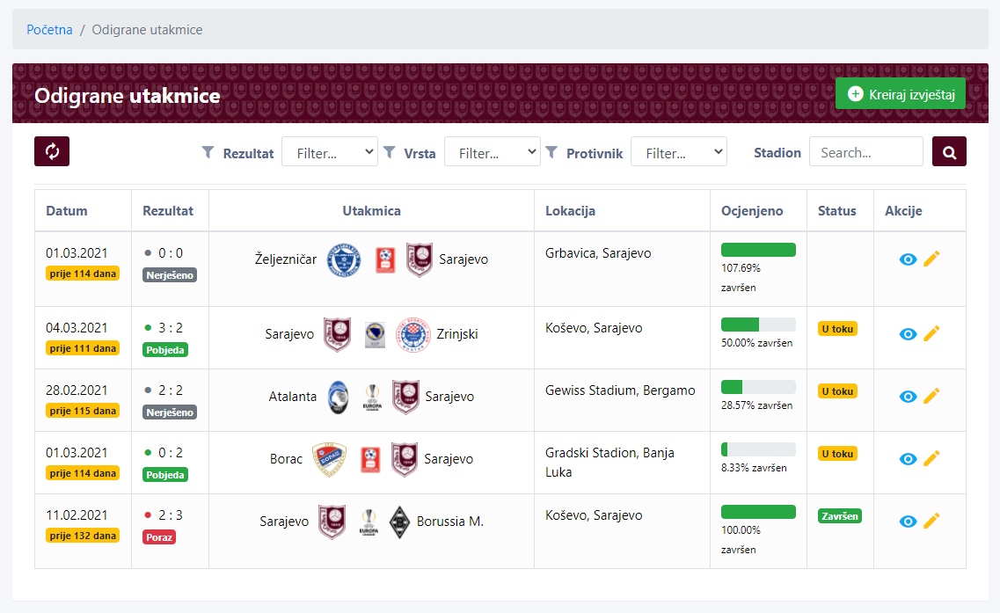 Početna / Odigrane utakmice
Odigrane utakmice
Kreiraj izvještaj
Rezultat Filter... Vrsta Filter... Protivnik Filter... Stadion Search...
Datum Rezultat Utakmica Lokacija Ocjenjeno Status Akcije
01.03.2021 0 : 0 Željezničar Sarajevo Grbavica, Sarajevo
prije 114 dana Nerješeno 107.69%
završen
04.03.2021 3 : 2 Sarajevo Zrinjski Koševo, Sarajevo U toku
prije 111 dana Pobjeda 50.00% završen
28.02.2021 2 : 2 Atalanta EUROPA Sarajevo Gewiss Stadium, Bergamo U toku
prije 115 dana Nerješeno 28.57% završen
01.03.2021 0 : 2 Borac BORAC Sarajevo Gradski Stadion, Banja U toku
prije 114 dana Pobjeda Luka 8.33% završen
11.02.2021 2 : 3 Sarajevo EUROPA Borussia M. Koševo, Sarajevo Završen
prije 132 dana Poraz 100.00%
završen